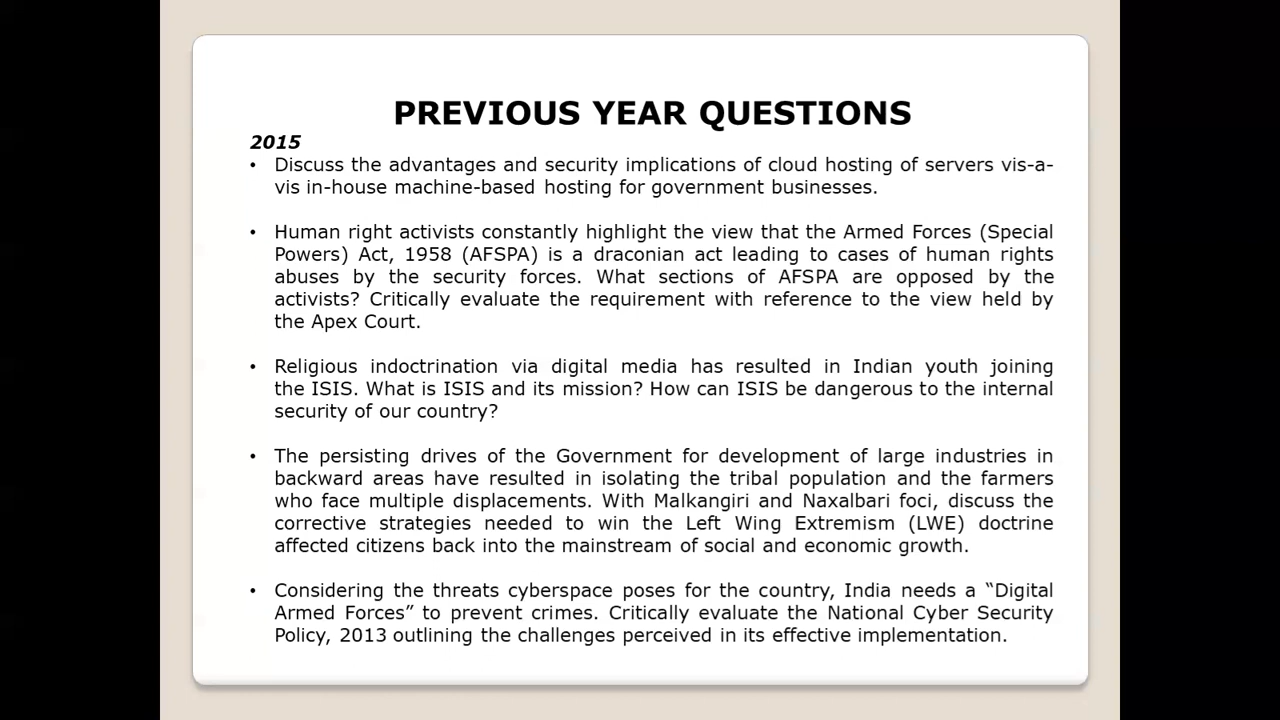 PREVIOUS YEAR QUESTIONS
2015
• Discuss the advantages and security implications of cloud hosting of servers vis-a-
vis in-house machine-based hosting for government businesses.
• Human right activists constantly highlight the view that the Armed Forces (Special
Powers) Act, 1958 (AFSPA) is a draconian act leading to cases of human rights
abuses by the security forces. What sections of AFSPA are opposed by the
activists? Critically evaluate the requirement with reference to the view held by
the Apex Court.
• Religious indoctrination via digital media has resulted in Indian youth joining
the ISIS. What is ISIS and its mission? How can ISIS be dangerous to the internal
security of our country?
• The persisting drives of the Government for development of large industries in
backward areas have resulted in isolating the tribal population and the farmers
who face multiple displacements. With Malkangiri and Naxalbari foci, discuss the
corrective strategies needed to win the Left Wing Extremism (LWE) doctrine
affected citizens back into the mainstream of social and economic growth.
• Considering the threats cyberspace poses for the country, India needs a “Digital
Armed Forces” to prevent crimes. Critically evaluate the National Cyber Security
Policy, 2013 outlining the challenges perceived in its effective implementation.